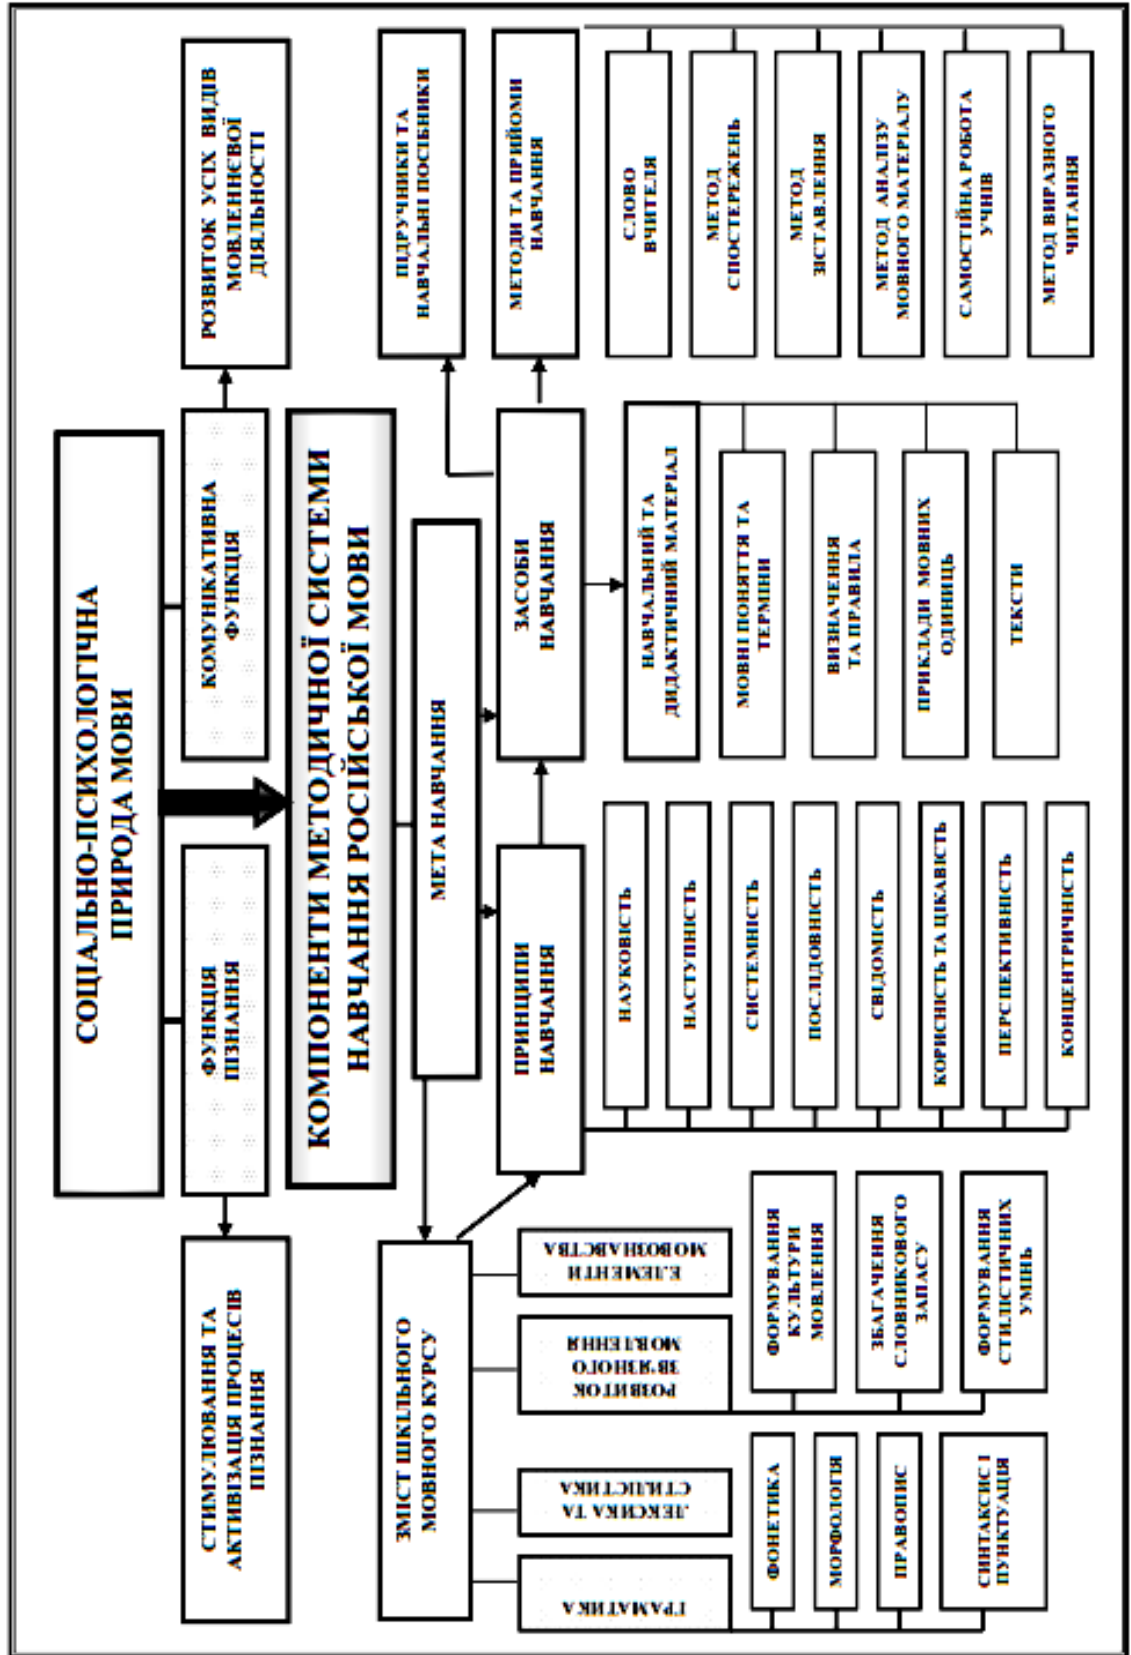 СОЦІАЛЬНО-ПСИХОЛОГІЧНА
ПРИРОДА МОВИ
СТИМУЛЮВАННЯ ТА
АКТИВІЗАЦІЯ ПРОЦЕСІВ
ПІЗНАННЯ
ФУНКЦІЯ
ПІЗНАННЯ
КОМУНІКАТИВНА
ФУНКЦІЯ
РОЗВИТОК УСІХ ВИДІВ
МОВЛЕННЄВОЇ
ДІЯЛЬНОСТІ
КОМПОНЕНТИ МЕТОДИЧНОЇ СИСТЕМИ
НАВЧАННЯ РОСІЙСЬКОЇ МОВИ
МЕТА НАВЧАННЯ
ЗМІСТ ШКІЛЬНОГО
МОВНОГО КУРСУ
ПРИНЦИПИ
НАВЧАННЯ
ЗАСОБИ
НАВЧАННЯ
ПІДРУЧНИКИ ТА
НАВЧАЛЬНІ ПОСІБНИКИ
МЕТОДИ ТА ПРИЙОМИ
НАВЧАННЯ
ГРАМАТИКА
ЛЕКСИКА ТА
СТИЛІСТИКА
РОЗВИТОК
ЗВ'ЯЗНОГО
МОВЛЕННЯ
ЕЛЕМЕНТИ
МОВОЗНАВСТВА
ФОНЕТИКА
МОРФОЛОГІЯ
ПРАВОПИС
СИНТАКСИС І
ПУНКТУАЦІЯ
ФОРМУВАННЯ
КУЛЬТУРИ
МОВЛЕННЯ
ЗБАГАЧЕННЯ
СЛОВНИКОВОГО
ЗАПАСУ
ФОРМУВАННЯ
СТИЛІСТИЧНИХ
УМІНЬ
НАУКОВІСТЬ
НАСТУПНІСТЬ
СИСТЕМНІСТЬ
ПОСЛІДОВНІСТЬ
СВІДОМІСТЬ
КОРИСНІСТЬ ТА ЦІКАВІСТЬ
ПЕРСПЕКТИВНІСТЬ
КОНЦЕНТРИЧНІСТЬ
НАВЧАЛЬНИЙ ТА
ДИДАКТИЧНИЙ МАТЕРІАЛ
МОВНІ ПОНЯТТЯ ТА
ТЕРМІНИ
ВИЗНАЧЕННЯ
ТА ПРАВИЛА
ПРИКЛАДИ МОВНИХ
ОДИНИЦЬ
ТЕКСТИ
СЛОВО
ВЧИТЕЛЯ
МЕТОД
СПОСТЕРЕЖЕНЬ
МЕТОД
ЗІСТАВЛЕННЯ
МЕТОД АНАЛІЗУ
МОВНОГО МАТЕРІАЛУ
САМОСТІЙНА РОБОТА
УЧНІВ
МЕТОД ВИРАЗНОГО
ЧИТАННЯ